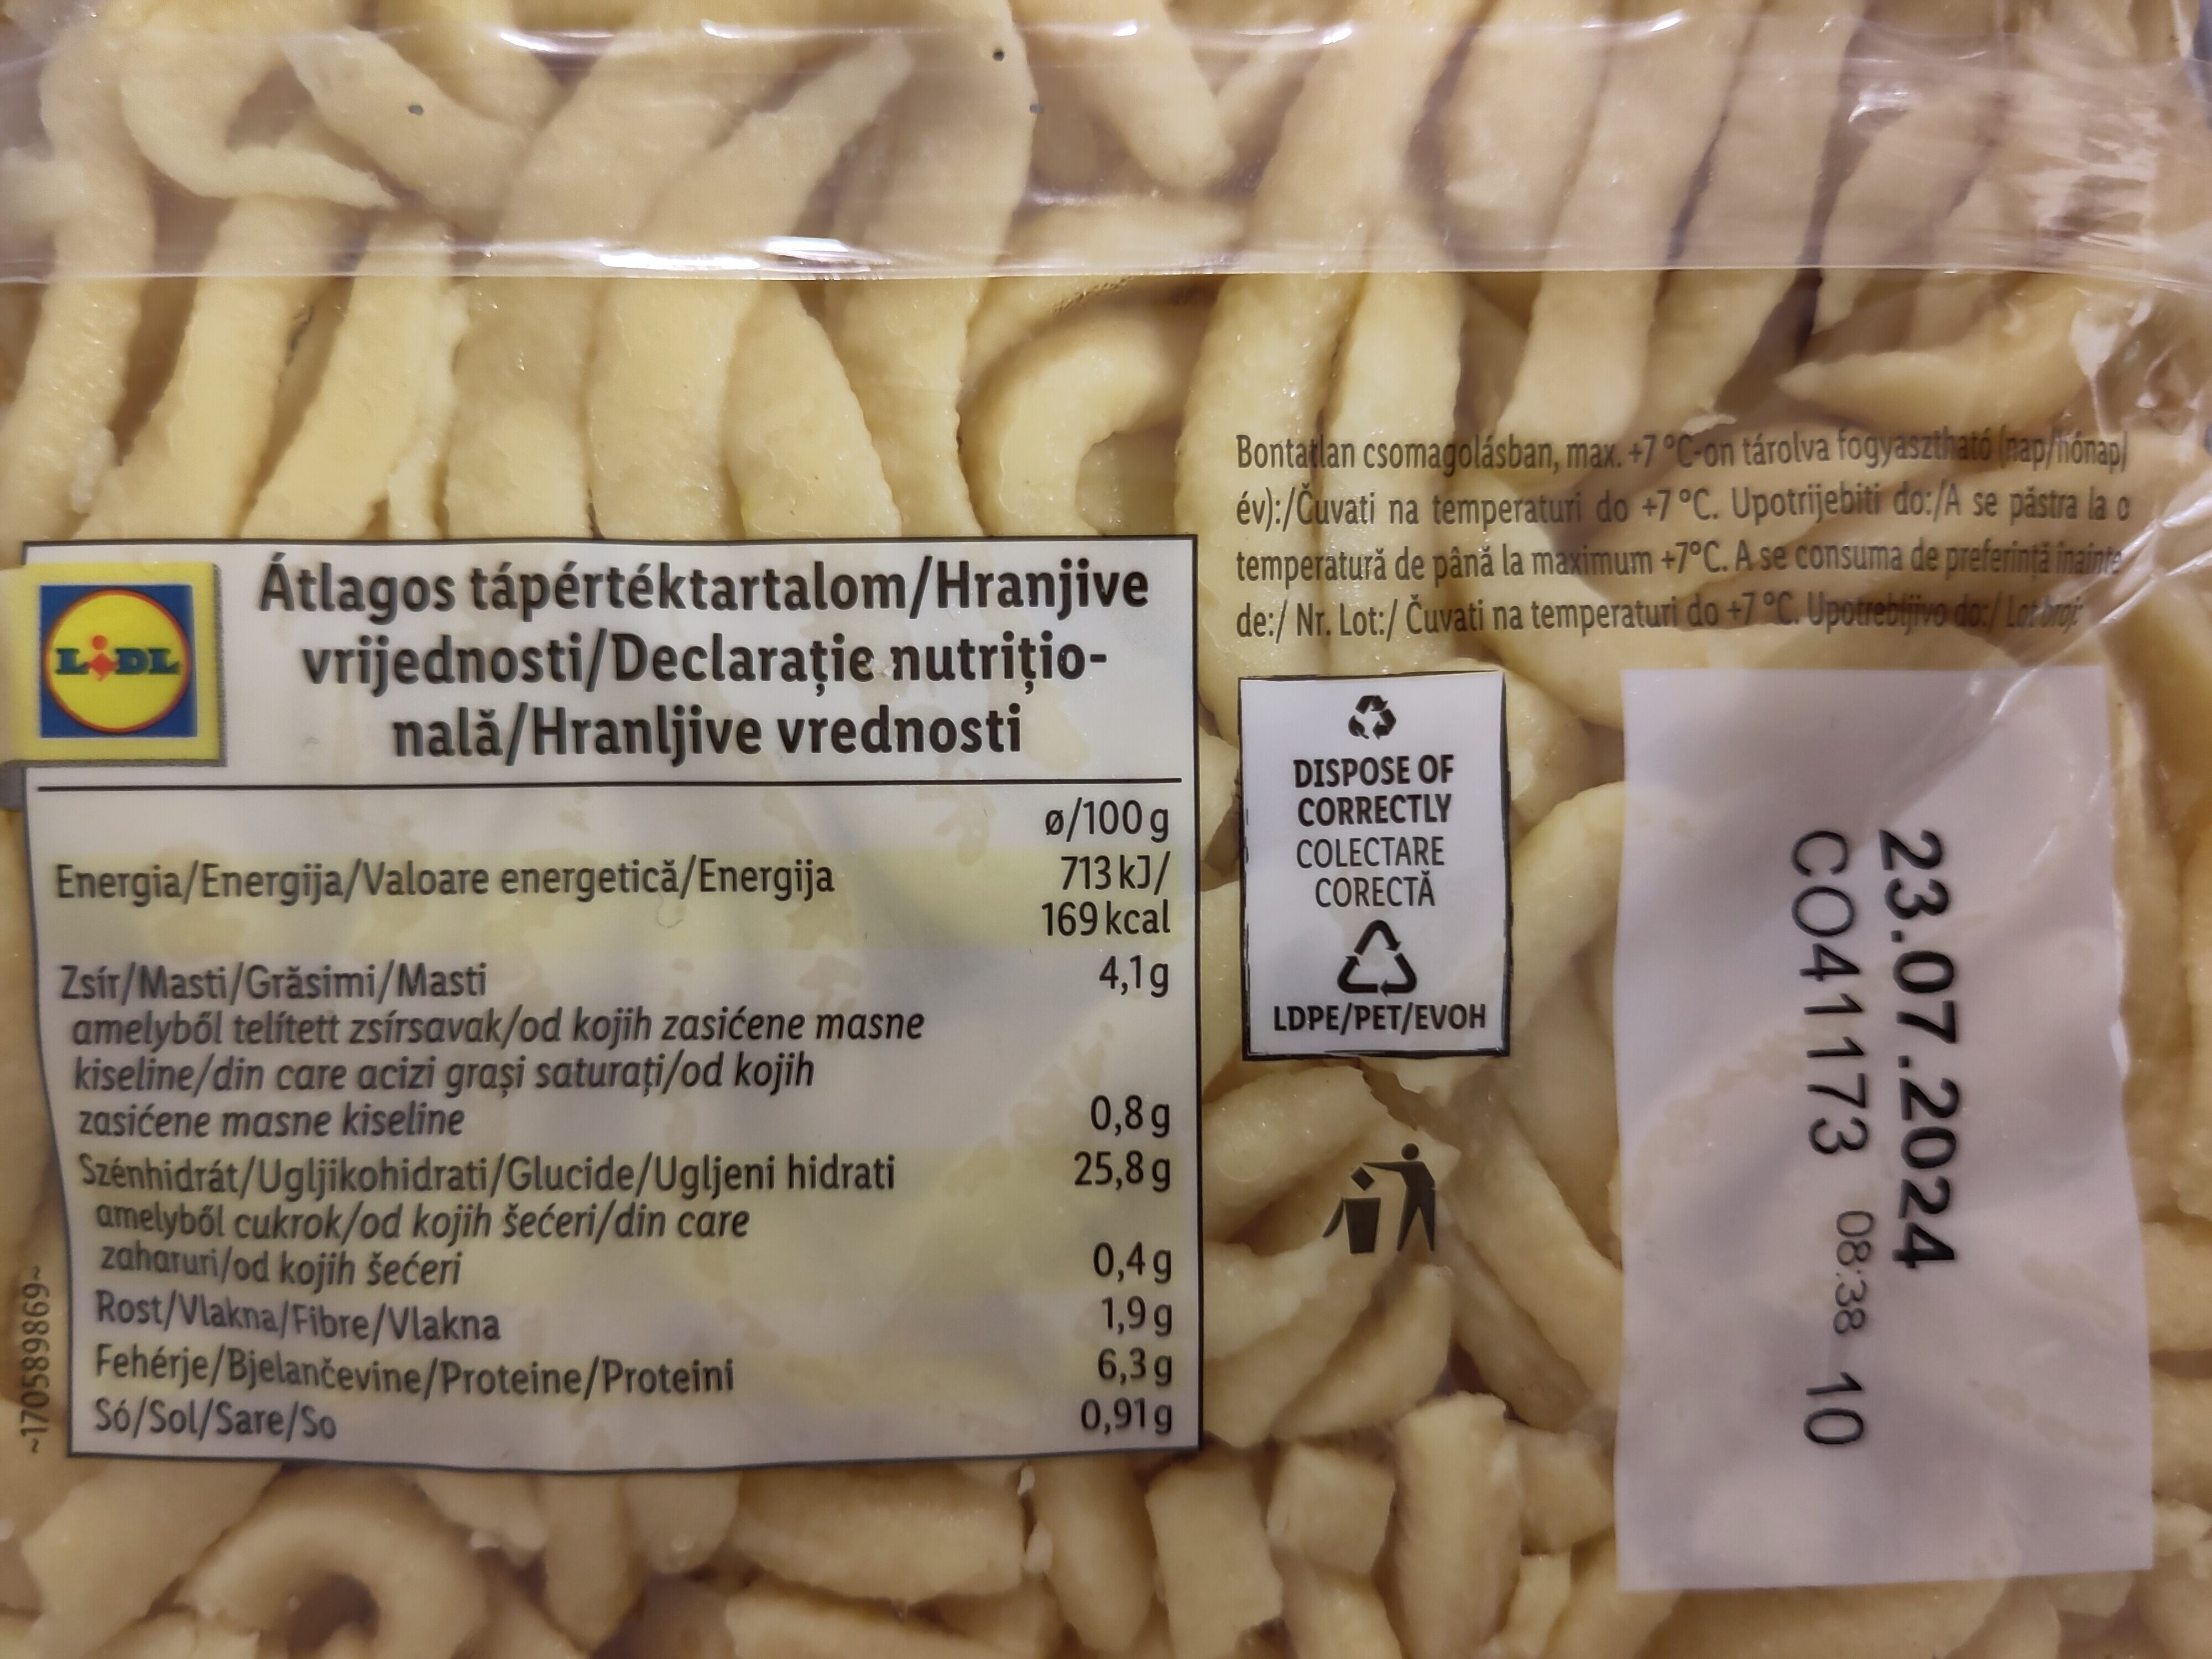 Bontatlan csomagolásban, max. +7 °C-on tárolva fogyasztható (nap/hónap/
év):/Čuvati na temperaturi do +7 °C. Upotrijebiti do:/A se păstra la o
temperatură de până la maximum +7°C. A se consuma de preferință înainte
de:/ Nr. Lot:/ Čuvati na temperaturi do +7 °C. Upotrebljivo do:/ Lot broj:
LIDL
Átlagos tápértéktartalom/Hranjive
vrijednosti/Declarație nutrițio-
nală/Hranljive vrednosti
ø/100 g
Energia/Energija/Valoare energetică/Energija 713 kJ/
169 kcal
Zsír/Masti/Grăsimi/Masti 4,1 g
amelyből telített zsírsavak/od kojih zasićene masne
kiseline/din care acizi grași saturați/od kojih
zasićene masne kiseline 0,8 g
Szénhidrát/Ugljikohidrati/Glucide/Ugljeni hidrati 25,8 g
amelyből cukrok/od kojih šećeri/din care
zaharuri/od kojih šećeri 0,4 g
Rost/Vlakna/Fibre/Vlakna 1,9 g
Fehérje/Bjelančevine/Proteine/Proteini 6,3 g
Só/Sol/Sare/So 0,91 g
~170589869~
DISPOSE OF
CORRECTLY
COLECTARE
CORECTĂ
LDPE/PET/EVOH
23.07.2024
CO41173 08:38 10